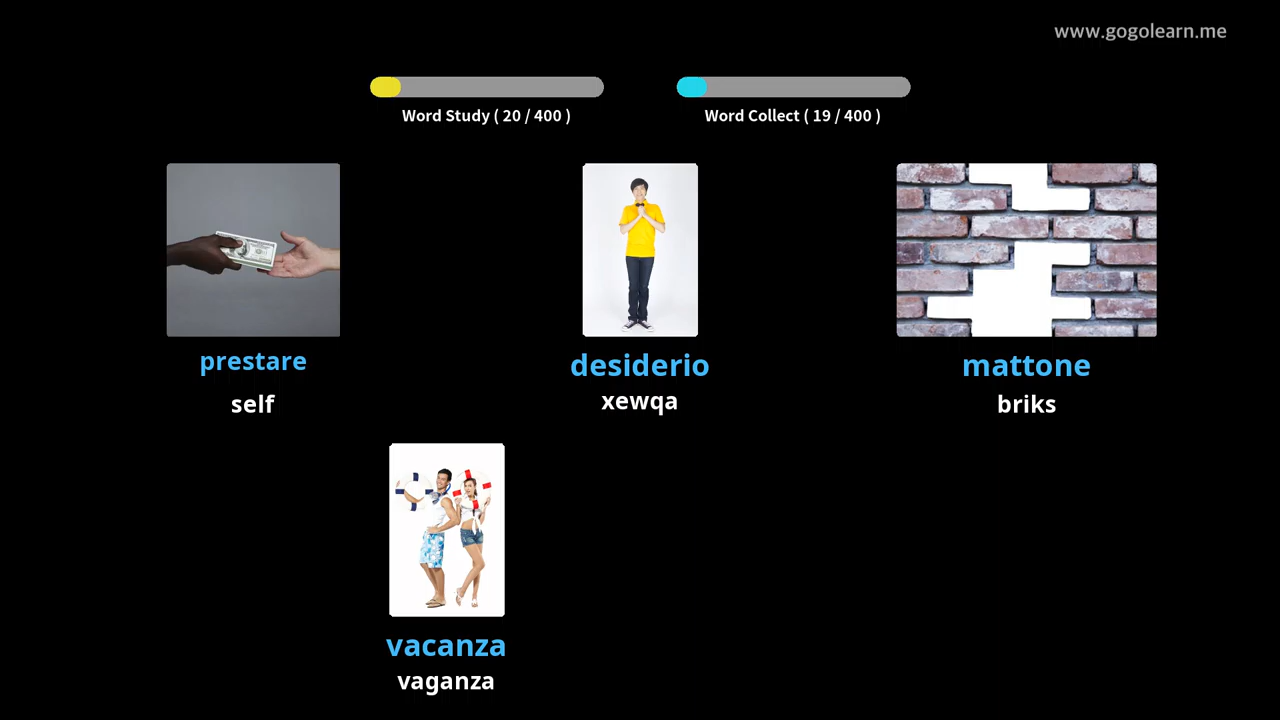 www.gogolearn.me
Word Study ( 20 / 400 )
Word Collect ( 19 / 400 )
prestare
self
desiderio
xewqa
mattone
briks
vacanza
vaganza